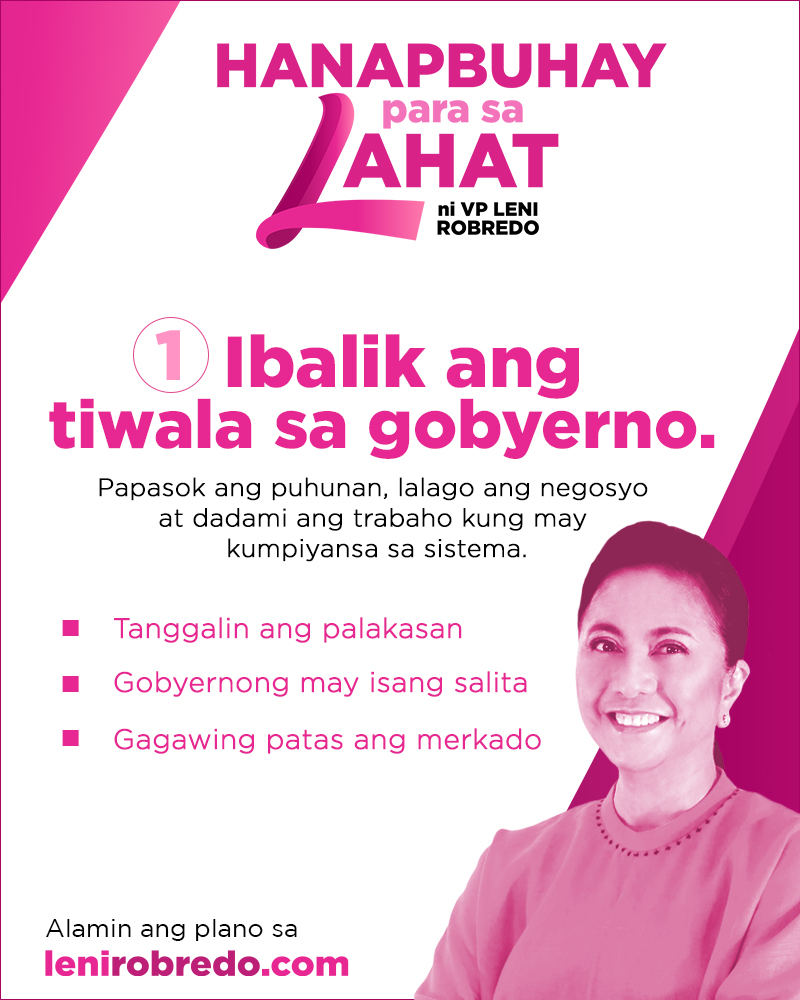 HANAPBUHAY
para sa
LAHAT
ni VP LENI
ROBREDO
1 Ibalik ang
tiwala sa gobyerno.
Papasok ang puhunan, lalago ang negosyo
at dadami ang trabaho kung may
kumpiyansa sa sistema.
Tanggalin ang palakasan
Gobyernong may isang salita
Gagawing patas ang merkado
Alamin ang plano sa
lenirobredo.com